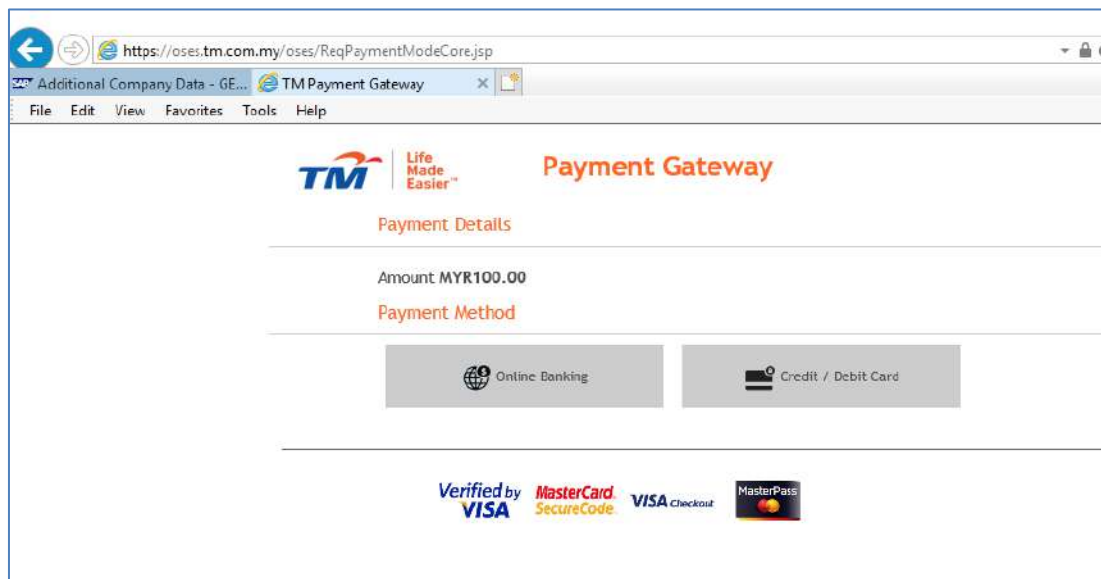 https://oses.tm.com.my/oses/ReqPaymentModeCore.jsp
SAP Additional Company Data - GE... TM Payment Gateway
File Edit View Favorites Tools Help
TM Life
Made
Easier™
Payment Gateway
Payment Details
Amount MYR100.00
Payment Method
Online Banking Credit / Debit Card
Verified by
VISA
MasterCard.
SecureCode.
VISA Checkout
MasterPass